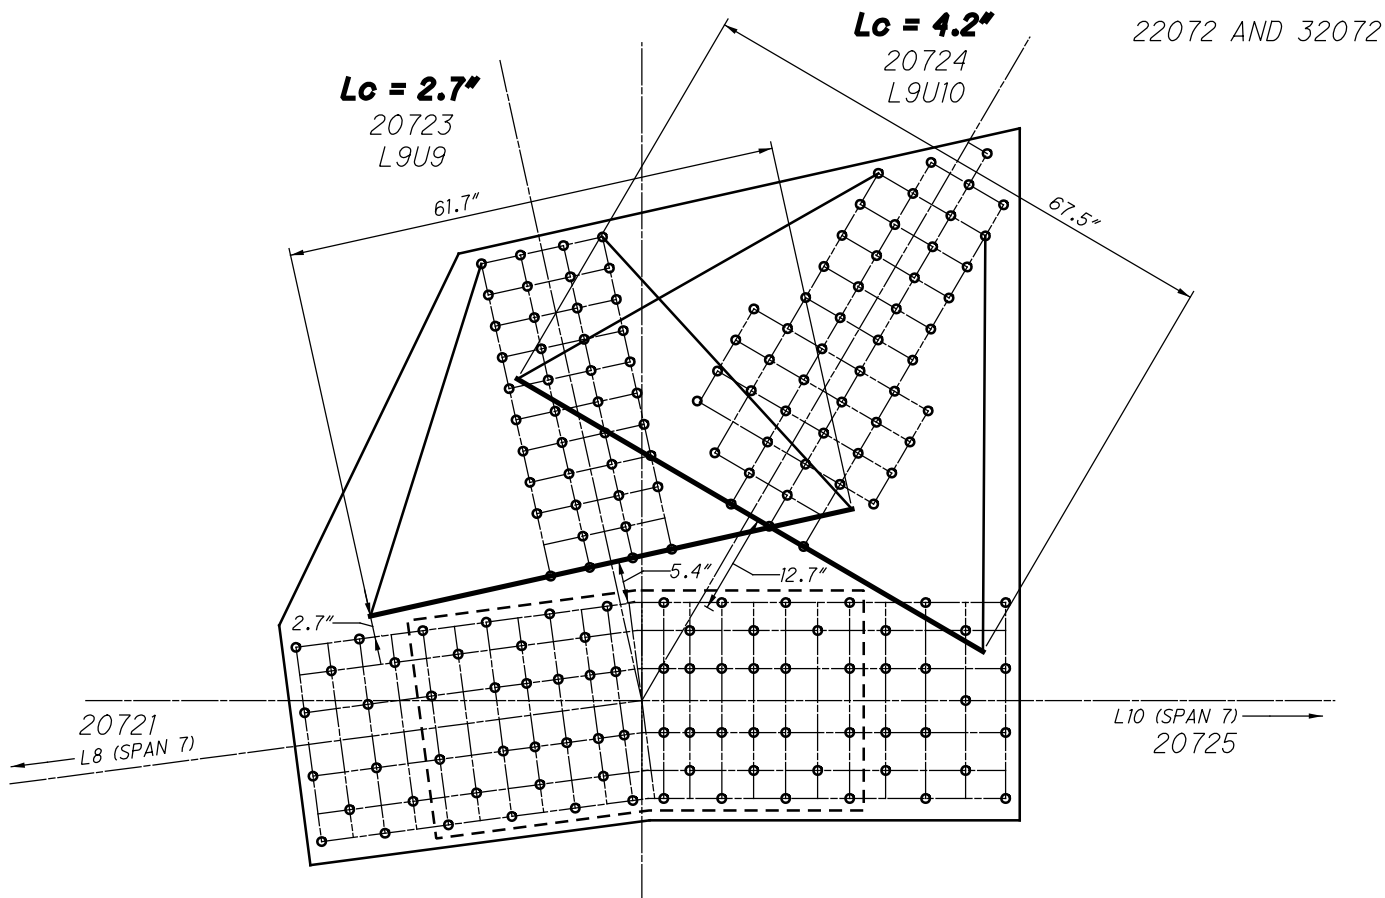 Lc = 4.2"
20724
L9U10
22072 AND 32072
Lc = 2.7"
20723
L9U9
61.7"
67.5"
5.4"
12.7"
2.7"
20721
L8 (SPAN 7)
L10 (SPAN 7)
20725